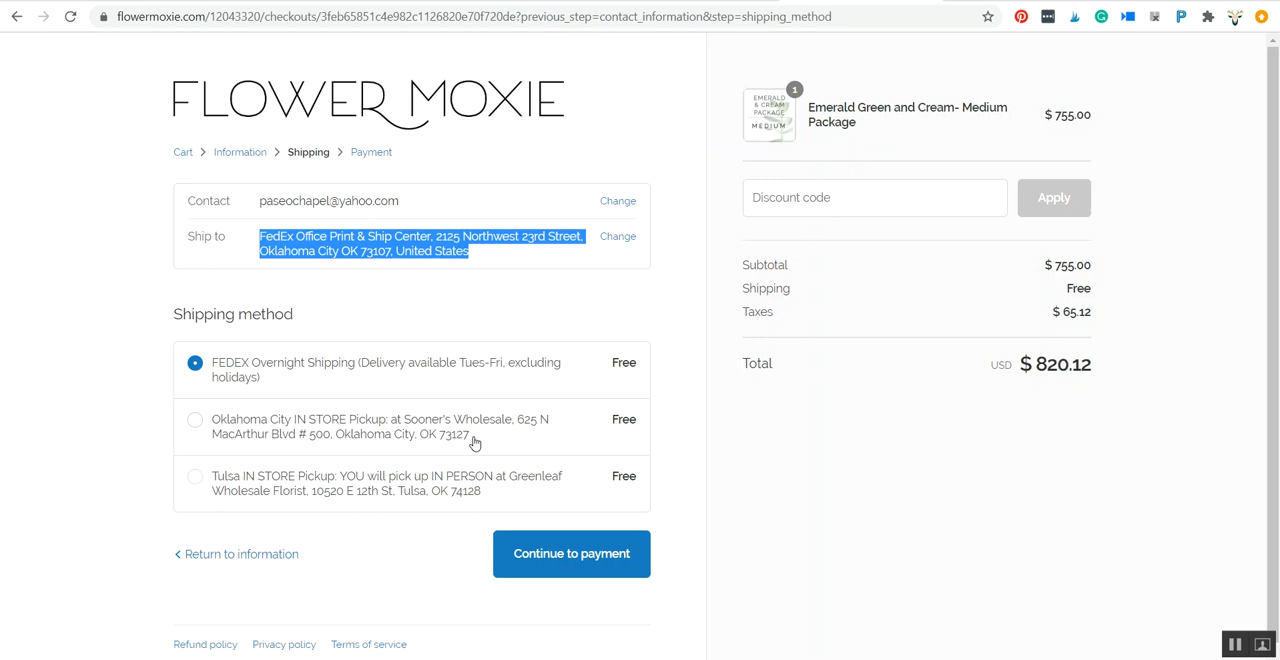 flowermoxie.com/12043320/checkouts/3feb65851c4e982c1126820e70f720de?previous_step=contact_information&step=shipping_method
FLOWER MOXIE
Cart > Information > Shipping > Payment
Contact paseochapel@yahoo.com Change
Ship to FedEx Office Print & Ship Center, 2125 Northwest 23rd Street, Change
Oklahoma City OK 73107, United States
Shipping method
FEDEX Overnight Shipping (Delivery available Tues-Fri, excluding Free
holidays)
Oklahoma City IN STORE Pickup: at Sooner's Wholesale, 625 N Free
MacArthur Blvd # 500, Oklahoma City, OK 73127
Tulsa IN STORE Pickup: YOU will pick up IN PERSON at Greenleaf Free
Wholesale Florist, 10520 E 12th St, Tulsa, OK 74128
< Return to information Continue to payment
Refund policy Privacy policy Terms of service
EMERALD
& CREAM
PACKAGE
MEDIUM
1
Emerald Green and Cream- Medium $ 755.00
Package
Discount code Apply
Subtotal $ 755.00
Shipping Free
Taxes $ 65.12
Total USD $ 820.12